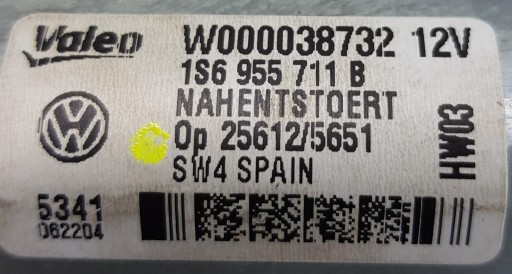 Valeo W000038732 12V
1S6 955 711 B
NAHENTSTOERT
Op 25612/5651
SW4 SPAIN
HW03
5341
062204